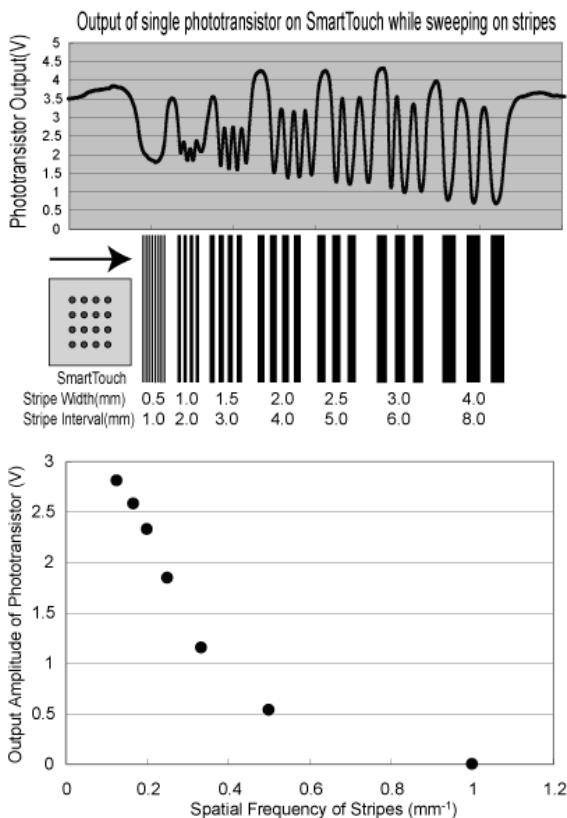 Output of single phototransistor on SmartTouch while sweeping on stripes
Phototransistor Output(V)
5
4.5
4
3.5
3
2.5
2
1.5
1
0.5
0
SmartTouch
Stripe Width(mm) 0.5 1.0 1.5 2.0 2.5 3.0 4.0
Stripe Interval(mm) 1.0 2.0 3.0 4.0 5.0 6.0 8.0
Output Amplitude of Phototransistor (V)
3
2.5
2
1.5
1
0.5
0
0 0.2 0.4 0.6 0.8 1 1.2
Spatial Frequency of Stripes (mm⁻¹)